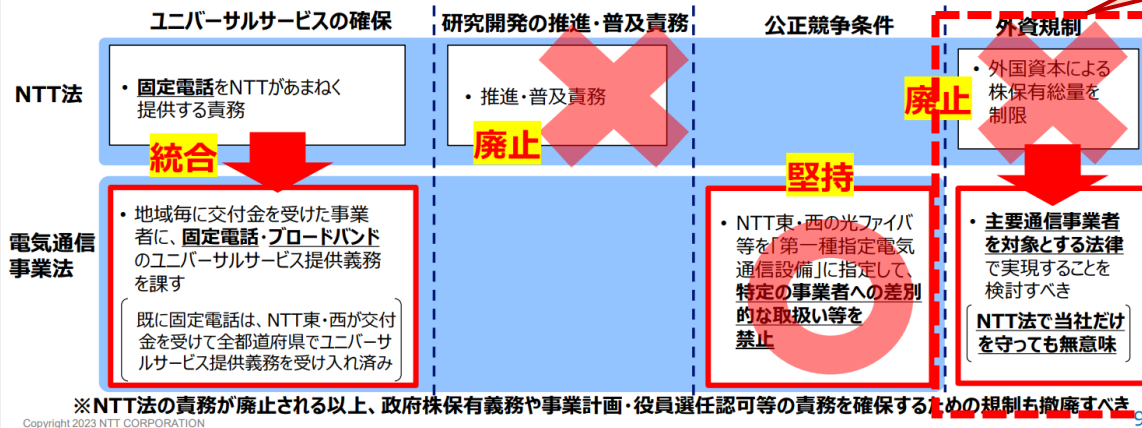 ユニバーサルサービスの確保
研究開発の推進・普及責務
公正競争条件
外資規制
NTT法
• 固定電話をNTTがあまねく
提供する責務
• 推進・普及責務
• 外国資本による
株保有総量を
制限
統合
廃止
堅持
廃止
電気通信
事業法
• 地域毎に交付金を受けた事業
者に、固定電話・ブロードバンド
のユニバーサルサービス提供義務
を課す
既に固定電話は、NTT東・西が交付
金を受けて全都道府県でユニバーサ
ルサービス提供義務を受け入れ済み
• NTT東・西の光ファイバ
等を「第一種指定電気
通信設備」に指定して、
特定の事業者への差別
的な取扱い等を
禁止
• 主要通信事業者
を対象とする法律
で実現することを
検討すべき
NTT法で当社だけ
を守っても無意味
※NTT法の責務が廃止される以上、政府株保有義務や事業計画・役員選任認可等の責務を確保するための規制も撤廃すべき
Copyright 2023 NTT CORPORATION
9